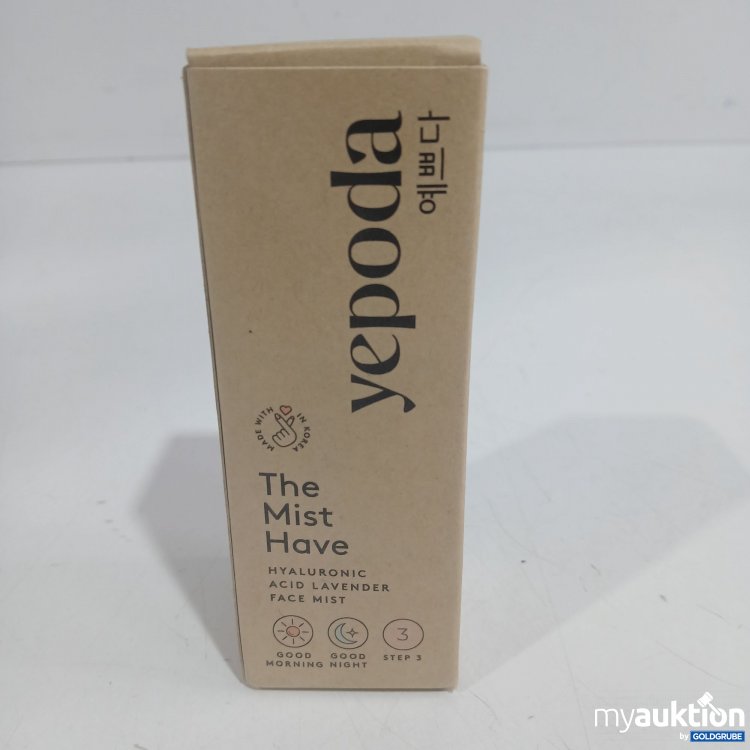 yepoda
예쁘다
MADE WITH IN KOREA
The
Mist
Have
HYALURONIC
ACID LAVENDER
FACE MIST
3
GOOD MORNING
GOOD NIGHT
STEP 3
myauktion
by GOLDGRUBE